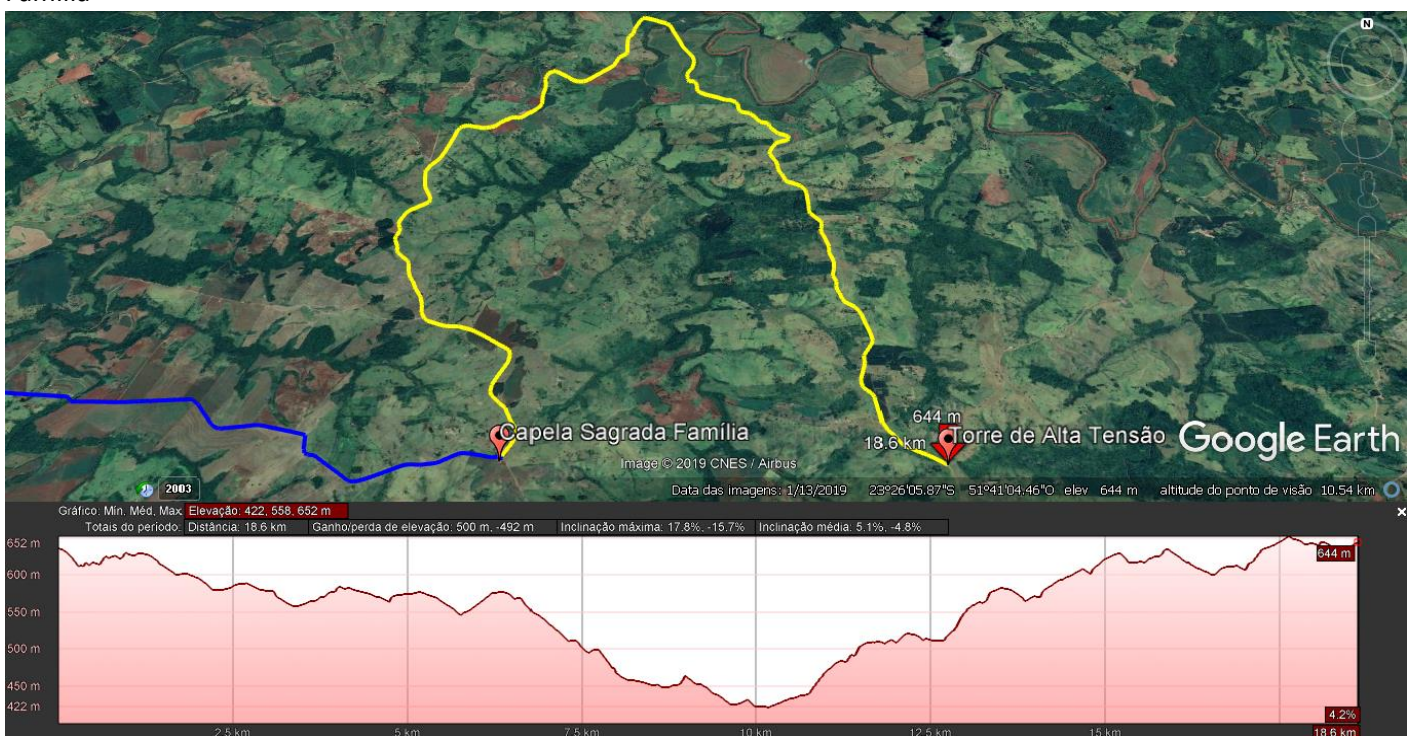 N
644 m
Capela Sagrada Família
18.6 km
Torre de Alta Tensão
Google Earth
Image © 2019 CNES / Airbus
2003
Data das imagens: 1/13/2019 23°26'05.87"S 51°41'04.46"O elev 644 m altitude do ponto de visão 10.54 km
Gráfico: Mín, Méd, Max Elevação: 422, 558, 652 m
Totais do período: Distância: 18.6 km Ganho/perda de elevação: 500 m, -492 m Inclinação máxima: 17.8%, -15.7% Inclinação média: 5.1%, -4.8%
652 m
644 m
600 m
550 m
500 m
450 m
422 m
4.2%
2.5 km 5 km 7.5 km 10 km 12.5 km 15 km 18.6 km